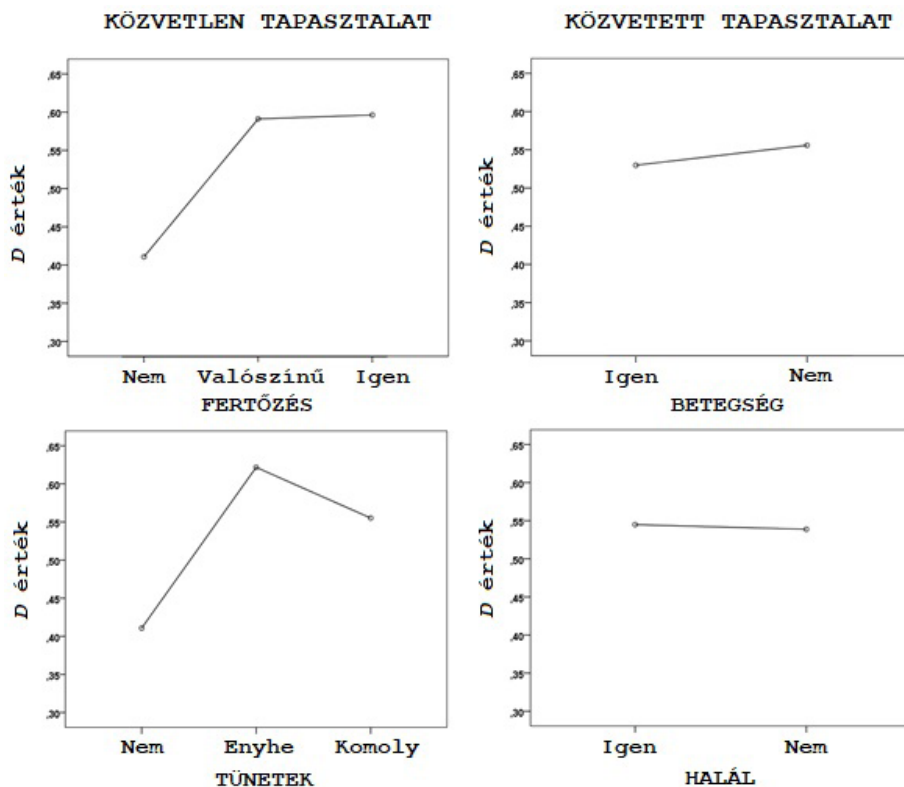 KÖZVETLEN TAPASZTALAT
,65
,60
,55
,50
,45
,40
,35
,30
D érték
Nem Valószínű Igen
FERTŐZÉS
KÖZVETETT TAPASZTALAT
,65
,60
,55
,50
,45
,40
,35
,30
D érték
Igen Nem
BETEGSÉG
,65
,60
,55
,50
,45
,40
,35
,30
D érték
Nem Enyhe Komoly
TÜNETEK
,65
,60
,55
,50
,45
,40
,35
,30
D érték
Igen Nem
HALÁL